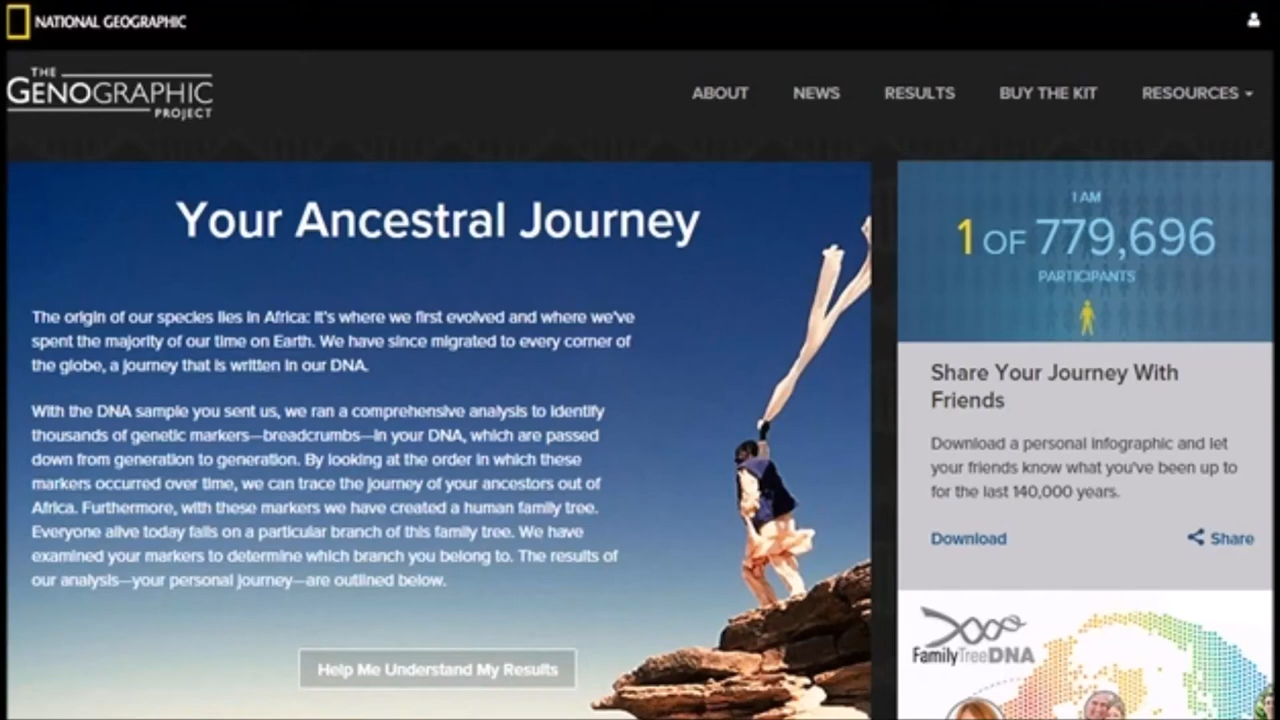 NATIONAL GEOGRAPHIC
THE
GENOGRAPHIC
PROJECT
ABOUT
NEWS
RESULTS
BUY THE KIT
RESOURCES
Your Ancestral Journey
The origin of our species lies in Africa: It's where we first evolved and where we've
spent the majority of our time on Earth. We have since migrated to every corner of
the globe, a journey that is written in our DNA.
With the DNA sample you sent us, we ran a comprehensive analysis to identify
thousands of genetic markers—breadcrumbs—in your DNA, which are passed
down from generation to generation. By looking at the order in which these
markers occurred over time, we can trace the journey of your ancestors out of
Africa. Furthermore, with these markers we have created a human family tree.
Everyone alive today falls on a particular branch of this family tree. We have
examined your markers to determine which branch you belong to. The results of
our analysis—your personal journey—are outlined below.
Help Me Understand My Results
I AM
1 OF 779,696
PARTICIPANTS
Share Your Journey With
Friends
Download a personal infographic and let
your friends know what you've been up to
for the last 140,000 years.
Download
Share
FamilyTreeDNA